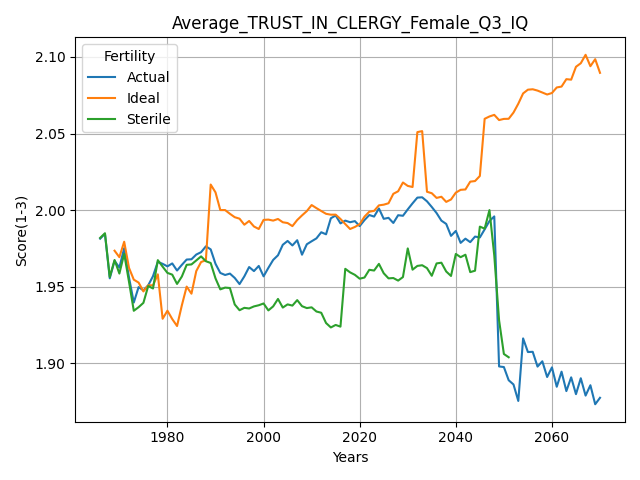 Average_TRUST_IN_CLERGY_Female_Q3_IQ
Fertility
Actual
Ideal
Sterile
2.10
2.05
2.00
1.95
1.90
Score(1-3)
1980
2000
2020
2040
2060
Years